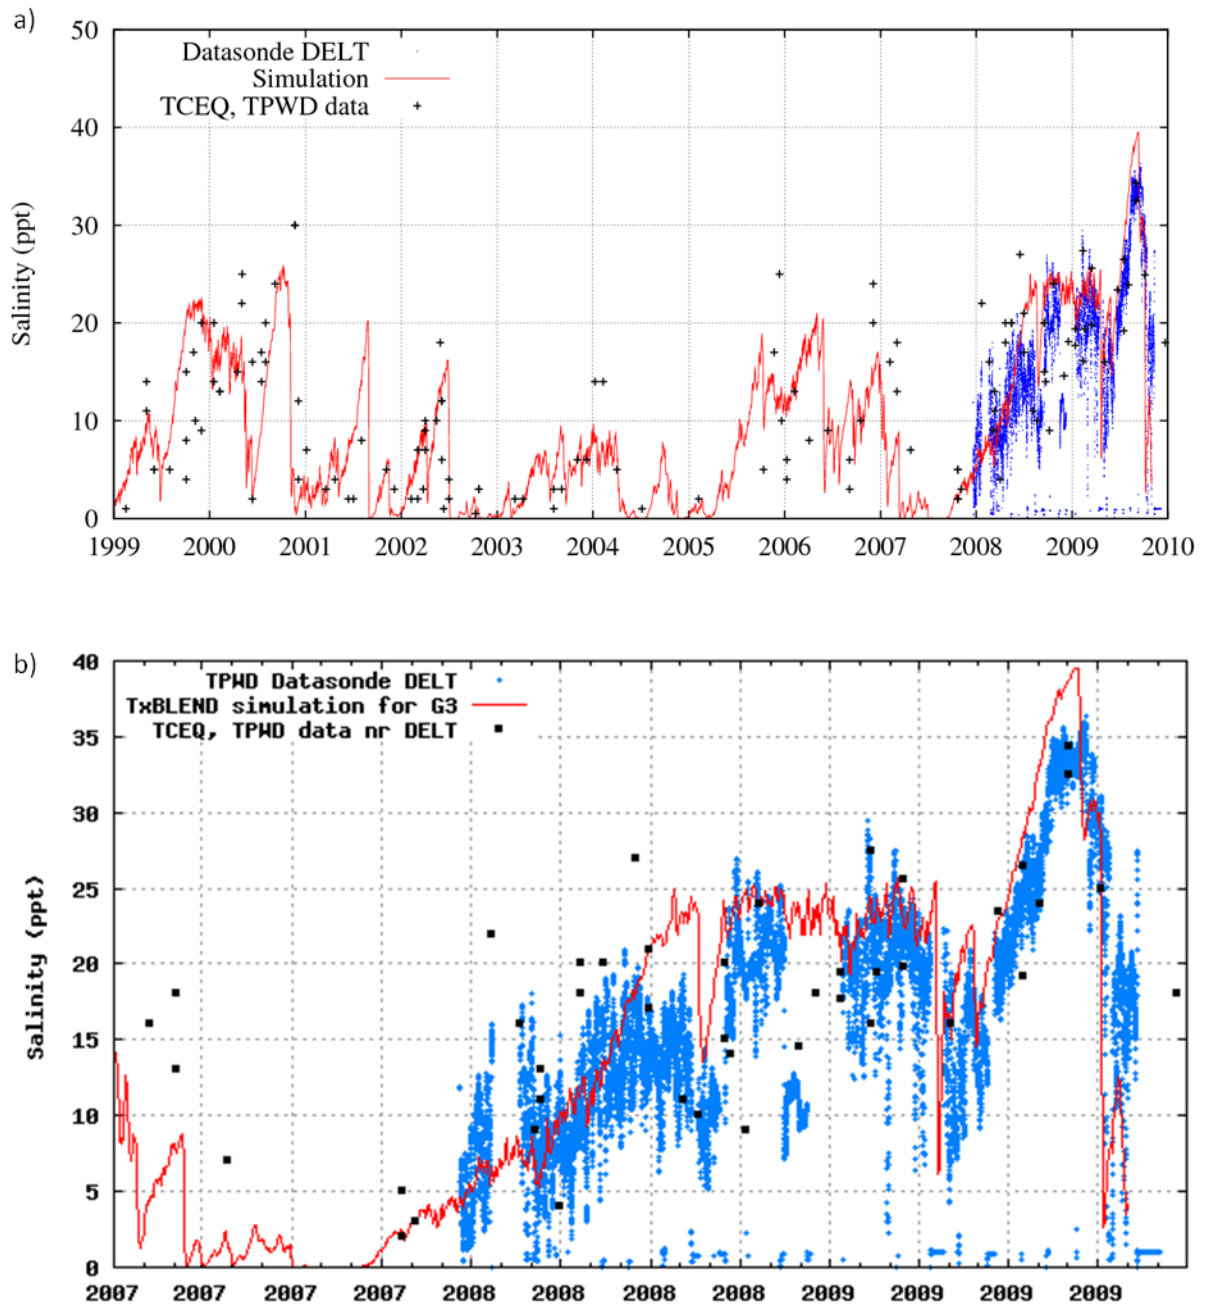 a)
50
40
30
20
10
0
Salinity (ppt)
Datasonde DELT
Simulation
TCEQ, TPWD data
1999 2000 2001 2002 2003 2004 2005 2006 2007 2008 2009 2010
b)
40
35
30
25
20
15
10
5
0
Salinity (ppt)
TPWD Datasonde DELT
TxBLEND simulation for G3
TCEQ, TPWD data nr DELT
2007 2007 2007 2007 2008 2008 2008 2008 2009 2009 2009 2009